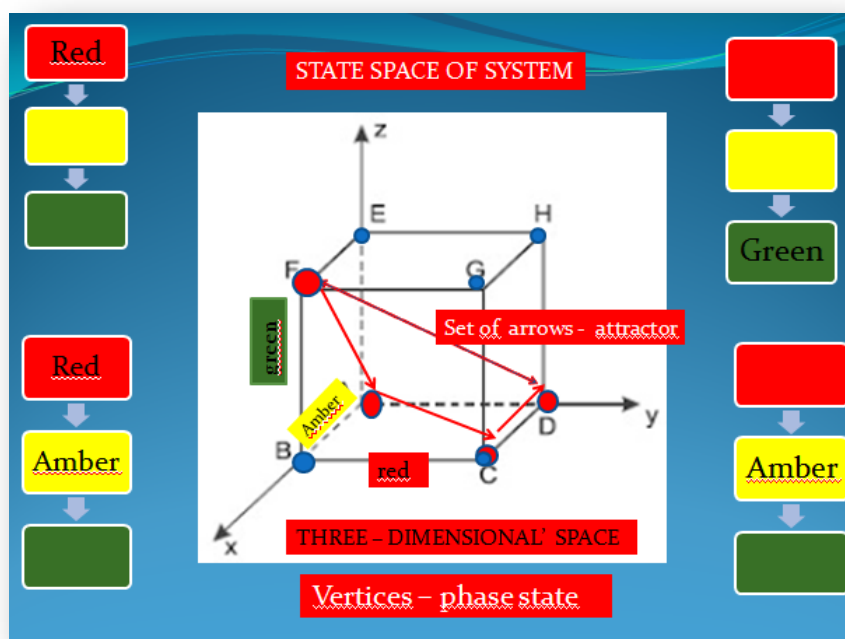 Red
STATE SPACE OF SYSTEM
Green
z
E
H
F
G
green
Set of arrows - attractor
Amber
B
red
C
D
y
x
Red
Amber
Amber
THREE – DIMENSIONAL’ SPACE
Vertices – phase state